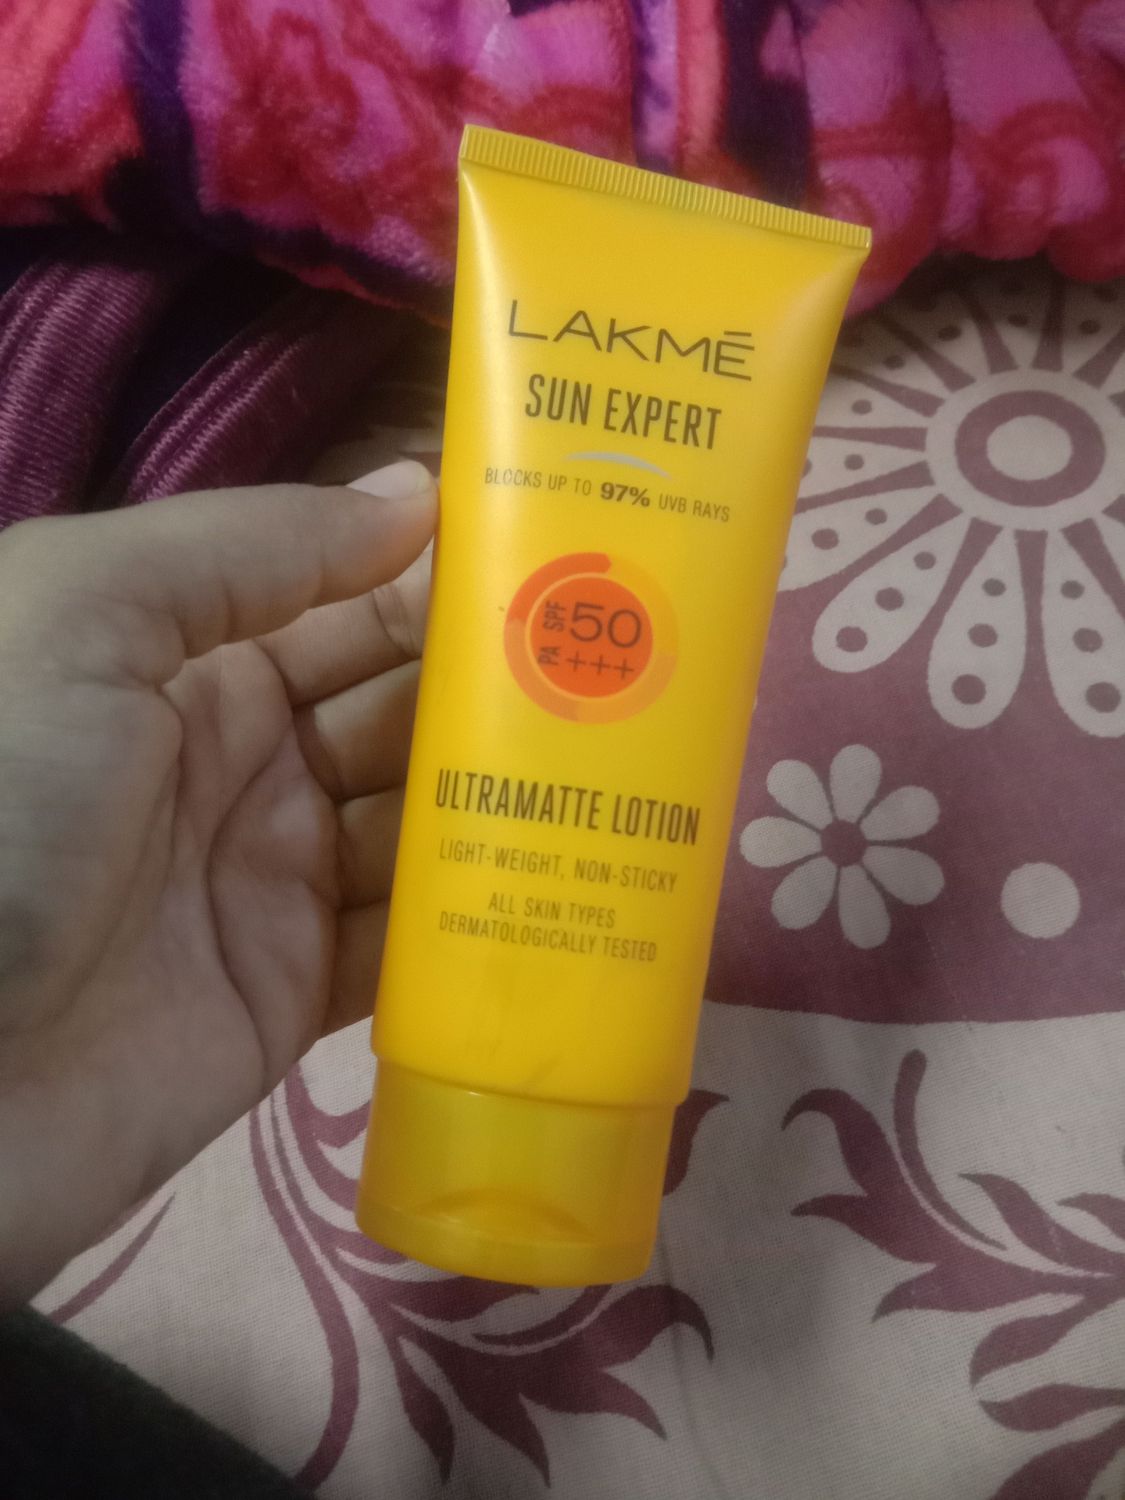 LAKMÉ
SUN EXPERT
BLOCKS UP TO 97% UVB RAYS
SPF 50
PA +++
ULTRAMATTE LOTION
LIGHT-WEIGHT, NON-STICKY
ALL SKIN TYPES
DERMATOLOGICALLY TESTED